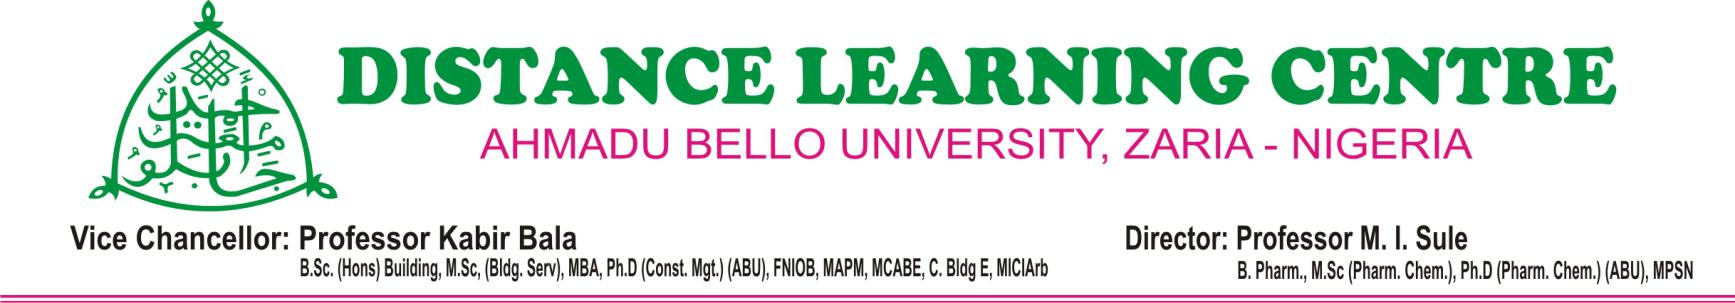 DISTANCE LEARNING CENTRE
AHMADU BELLO UNIVERSITY, ZARIA - NIGERIA
Vice Chancellor: Professor Kabir Bala
B.Sc. (Hons) Building, M.Sc, (Bldg. Serv), MBA, Ph.D (Const. Mgt.) (ABU), FNIOB, MAPM, MCABE, C. Bldg E, MICIArb
Director: Professor M. I. Sule
B. Pharm., M.Sc (Pharm. Chem.), Ph.D (Pharm. Chem.) (ABU), MPSN